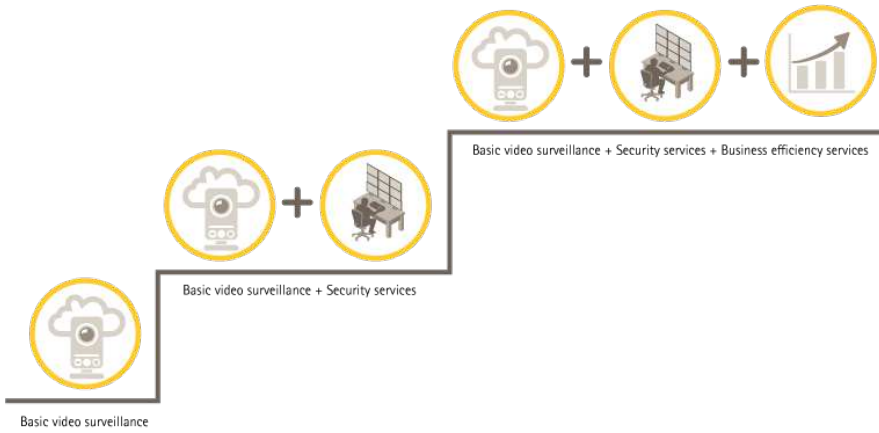 Basic video surveillance + Security services + Business efficiency services
Basic video surveillance + Security services
Basic video surveillance